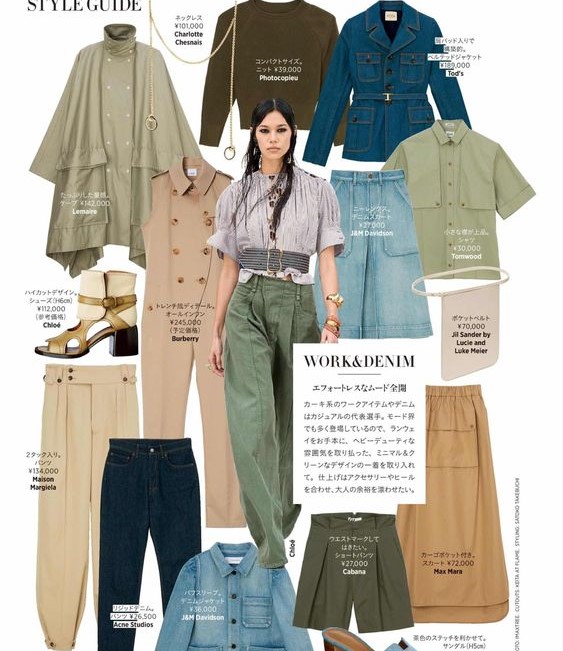 STYLE GUIDE
ネックレス
¥101,000
Charlotte
Chesnais
コンパクトサイズ。
ニット ¥39,000
Photocopieu
肩パッド入りで
構築的。
ベルテッドジャケット
¥189,000
Tod's
たっぷりした量感。
ケープ ¥142,000
Lemaire
ニーレングス。
デニムスカート
¥27,000
J&M Davidson
小さな襟が上品。
シャツ
¥30,000
Tomwood
ハイカットデザイン。
シューズ(H6cm)
¥112,000
(参考価格)
Chloé
トレンチ風ディテール。
オールインワン
¥245,000
(予定価格)
Burberry
ポケットベルト
¥70,000
Jil Sander by
Lucie and
Luke Meier
WORK&DENIM
エフォートレスなムード全開
カーキ系のワークアイテムやデニム
はカジュアルの代表選手。モード界
でも多く登場しているので、ランウェ
イをお手本に、ヘビーデューティな
雰囲気を取り払った、ミニマル&ク
リーンなデザインの一着を取り入れ
て。仕上げはアクセサリーやヒール
を合わせ、大人の余裕を漂わせたい。
2タック入り。
パンツ
¥134,000
Maison
Margiela
Chloé
ウエストマークして
はきたい。
ショートパンツ
¥27,000
Cabana
カーゴポケット付き。
スカート ¥72,000
Max Mara
リジッドデニム。
パンツ ¥26,500
Acne Studios
パフスリーブ。
デニムジャケット
¥36,000
J&M Davidson
茶色のステッチを利かせて。
サンダル(H5cm)
PHOTO: IMAXTREE. CUTOUTS: KEITA AT FLAME. STYLING: SATOKO TAKEBUCHI